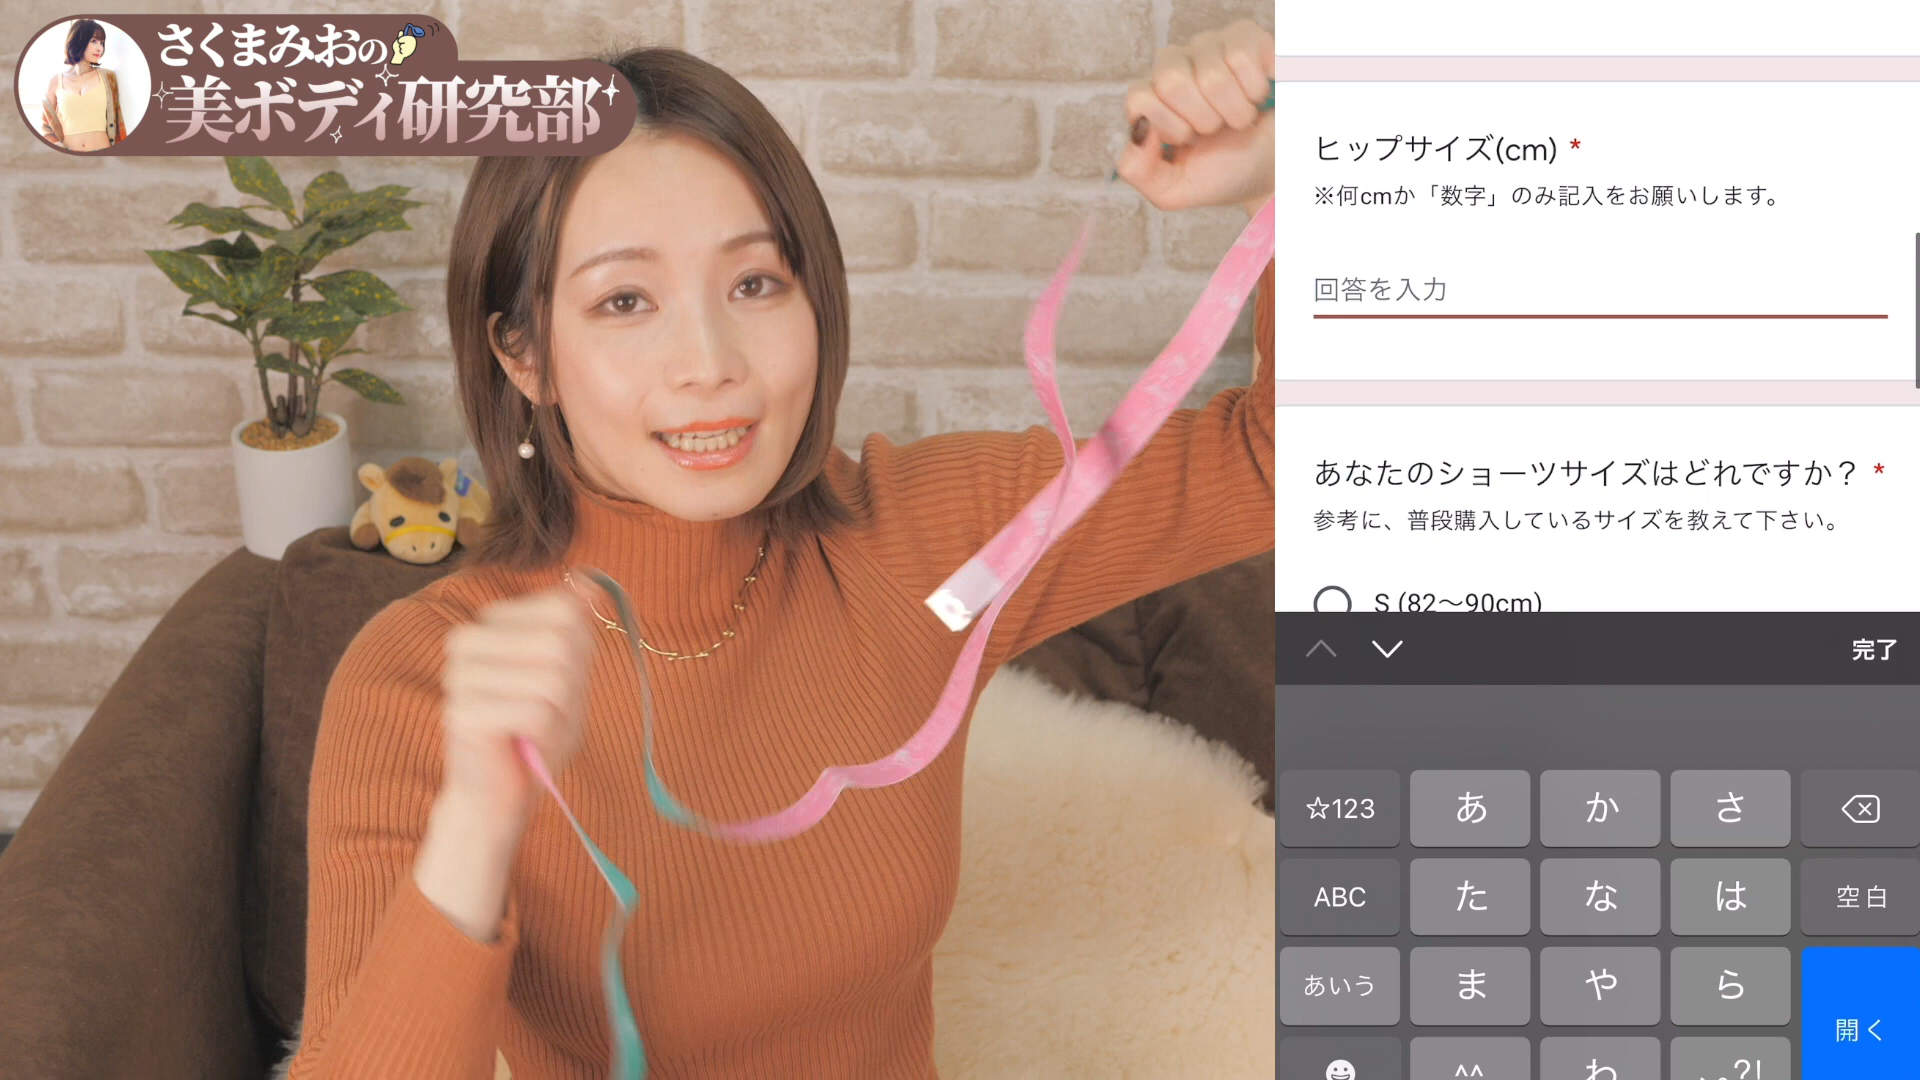 さくまみおの
美ボディ研究部
ヒップサイズ(cm) *
※何cmか「数字」のみ記入をお願いします。
回答を入力
あなたのショーツサイズはどれですか？ *
参考に、普段購入しているサイズを教えて下さい。
S (82〜90cm)
完了
☆123
あ
か
さ
ABC
た
な
は
空白
あいう
ま
や
ら
開く
^^
わ
、。?!